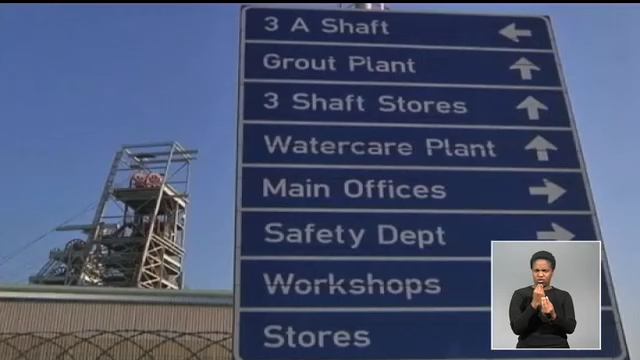 3 A Shaft
Grout Plant
3 Shaft Stores
Watercare Plant
Main Offices
Safety Dept
Workshops
Stores